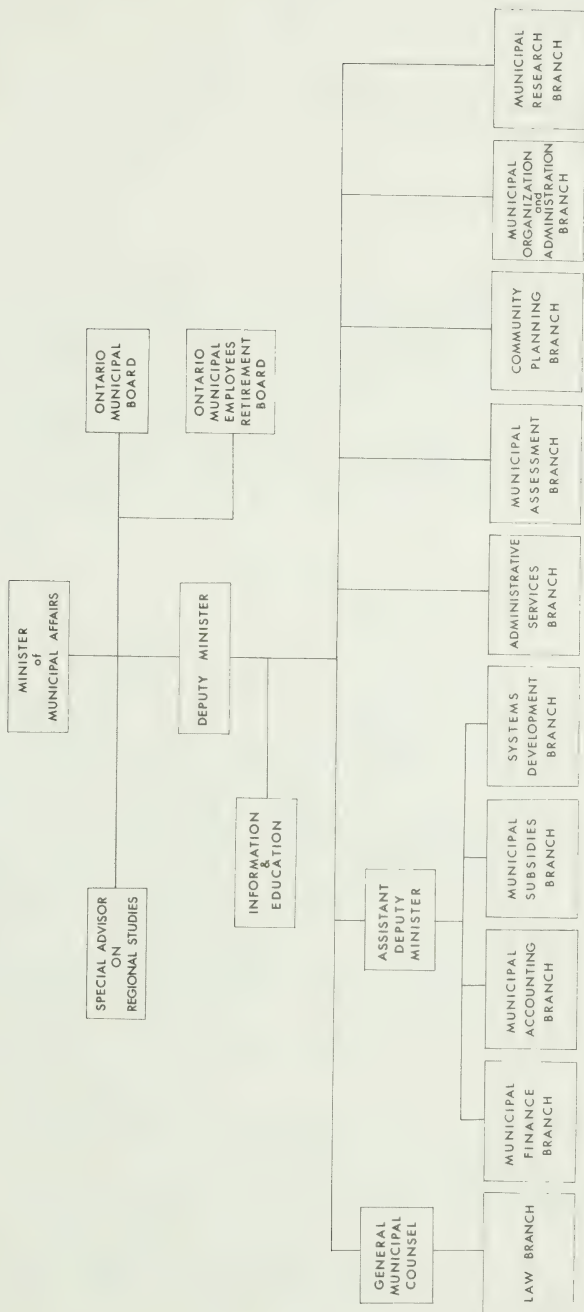 MINISTER
of
MUNICIPAL AFFAIRS
SPECIAL ADVISOR
ON
REGIONAL STUDIES
ONTARIO
MUNICIPAL
BOARD
DEPUTY MINISTER
ONTARIO
MUNICIPAL
EMPLOYEES
RETIREMENT
BOARD
INFORMATION
&
EDUCATION
GENERAL
MUNICIPAL
COUNSEL
ASSISTANT
DEPUTY
MINISTER
LAW BRANCH
MUNICIPAL
FINANCE
BRANCH
MUNICIPAL
ACCOUNTING
BRANCH
MUNICIPAL
SUBSIDIES
BRANCH
SYSTEMS
DEVELOPMENT
BRANCH
ADMINISTRATIVE
SERVICES
BRANCH
MUNICIPAL
ASSESSMENT
BRANCH
COMMUNITY
PLANNING
BRANCH
MUNICIPAL
ORGANIZATION
and
ADMINISTRATION
BRANCH
MUNICIPAL
RESEARCH
BRANCH